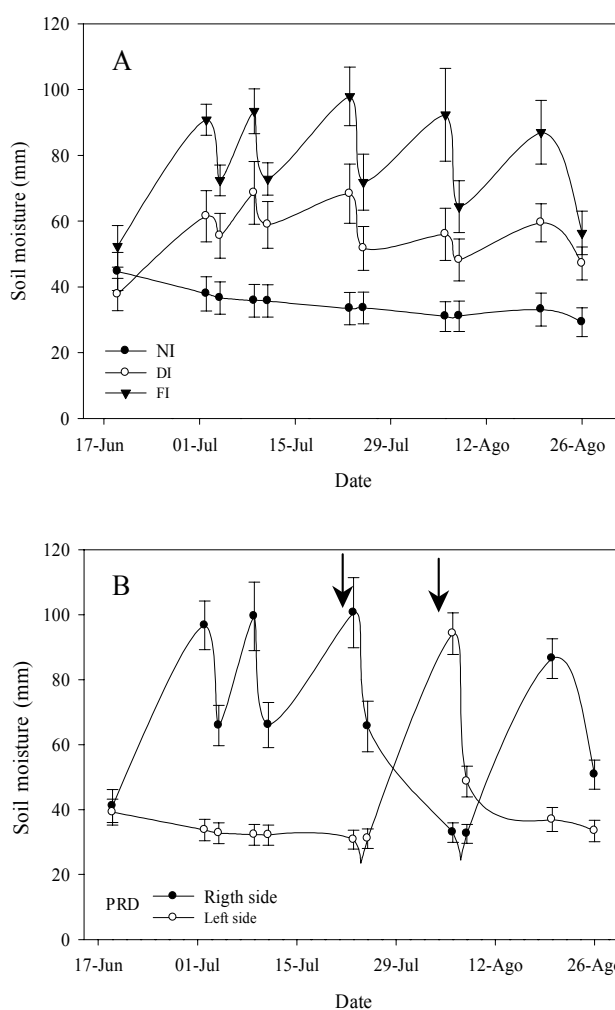 120
A
100
80
60
40
20
0
Soil moisture (mm)
NI
DI
FI
17-Jun 01-Jul 15-Jul 29-Jul 12-Ago 26-Ago
Date
120
B
100
80
60
40
20
0
Soil moisture (mm)
PRD
Rigth side
Left side
17-Jun 01-Jul 15-Jul 29-Jul 12-Ago 26-Ago
Date